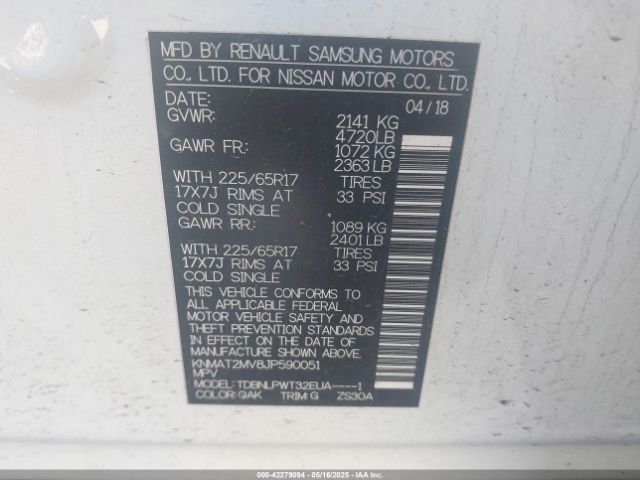 MFD BY RENAULT SAMSUNG MOTORS
CO., LTD. FOR NISSAN MOTOR CO., LTD.
DATE: 04/18
GVWR: 2141 KG
4720LB
GAWR FR: 1072 KG
2363 LB
WITH 225/65R17 TIRES
17X7J RIMS AT 33 PSI
COLD SINGLE
GAWR RR: 1089 KG
2401 LB
WITH 225/65R17 TIRES
17X7J RIMS AT 33 PSI
COLD SINGLE
THIS VEHICLE CONFORMS TO
ALL APPLICABLE FEDERAL
MOTOR VEHICLE SAFETY AND
THEFT PREVENTION STANDARDS
IN EFFECT ON THE DATE OF
MANUFACTURE SHOWN ABOVE.
KNMAT2MV8JP590051
MPV
MODEL: TDBNLPWT32EUA----1
COLOR: QAK TRIM: G ZS30A
000-42279094 - 05/16/2025 - IAA, Inc.